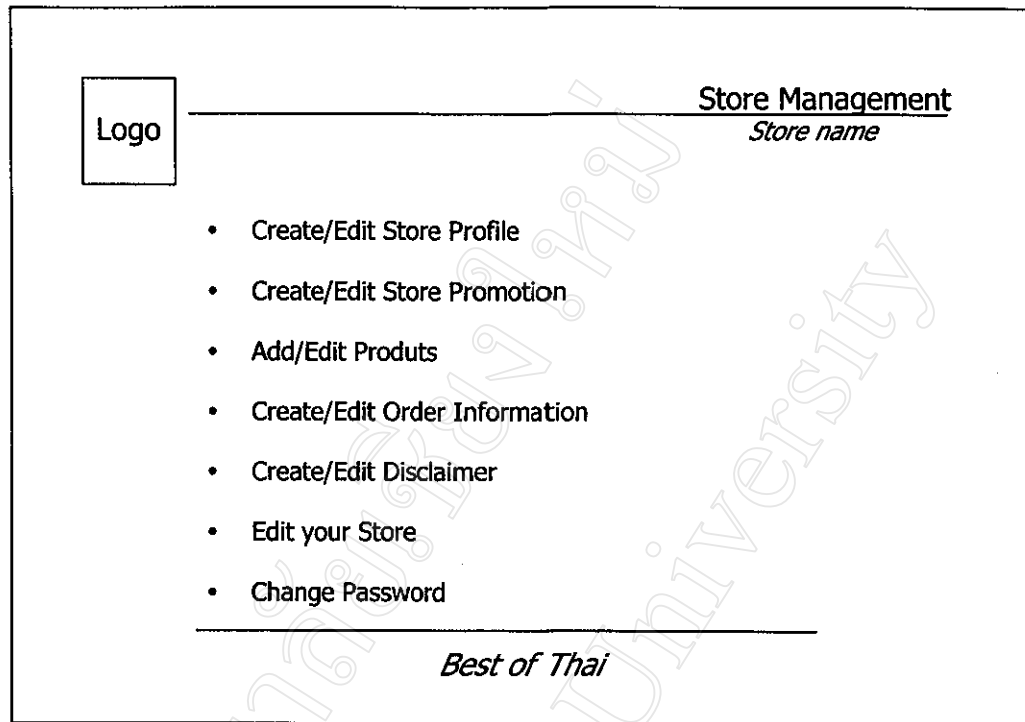 Store Management
Logo
Store name
• Create/Edit Store Profile
• Create/Edit Store Promotion
• Add/Edit Produts
• Create/Edit Order Information
• Create/Edit Disclaimer
• Edit your Store
• Change Password
Best of Thai
University